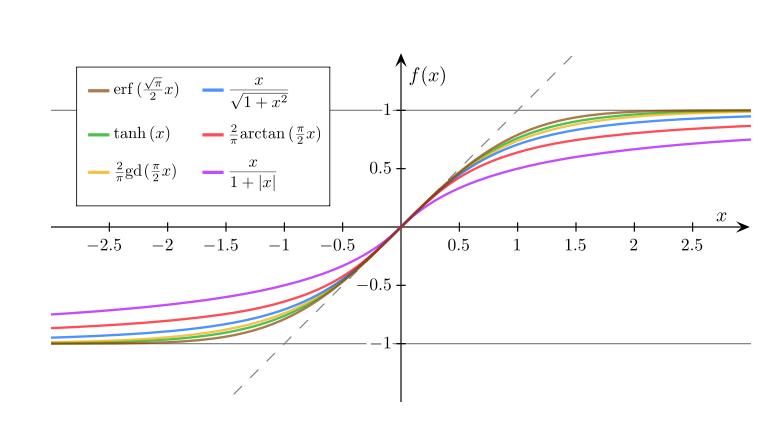 f(x)
erf (√π/2 x) x/√(1 + x²)
1
tanh (x) 2/π arctan (π/2 x)
2/π gd (π/2 x) x/(1 + |x|)
0.5
x
−2.5 −2 −1.5 −1 −0.5 0.5 1 1.5 2 2.5
−0.5
−1